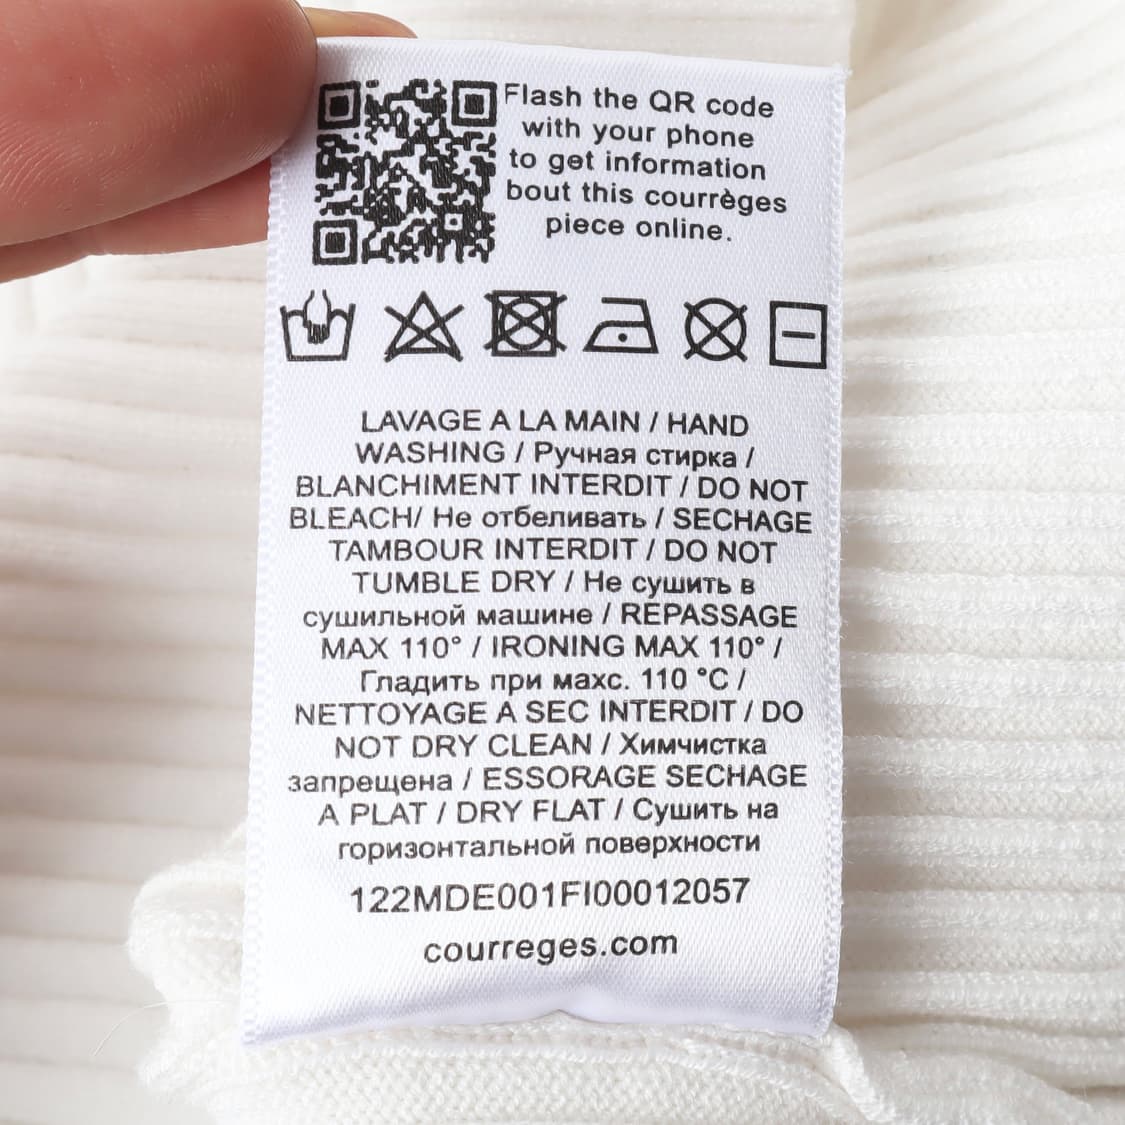 Flash the QR code
with your phone
to get information
bout this courrèges
piece online.
LAVAGE A LA MAIN / HAND
WASHING / Ручная стирка /
BLANCHIMENT INTERDIT / DO NOT
BLEACH/ Не отбеливать / SECHAGE
TAMBOUR INTERDIT / DO NOT
TUMBLE DRY / Не сушить в
сушильной машине / REPASSAGE
MAX 110° / IRONING MAX 110° /
Гладить при макс. 110 °C /
NETTOYAGE A SEC INTERDIT / DO
NOT DRY CLEAN / Химчистка
запрещена / ESSORAGE SECHAGE
A PLAT / DRY FLAT / Сушить на
горизонтальной поверхности
122MDE001FI00012057
courreges.com